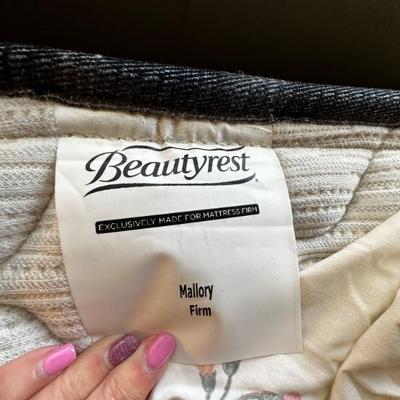 Beautyrest
EXCLUSIVELY MADE FOR MATTRESS FIRM
Mallory
Firm